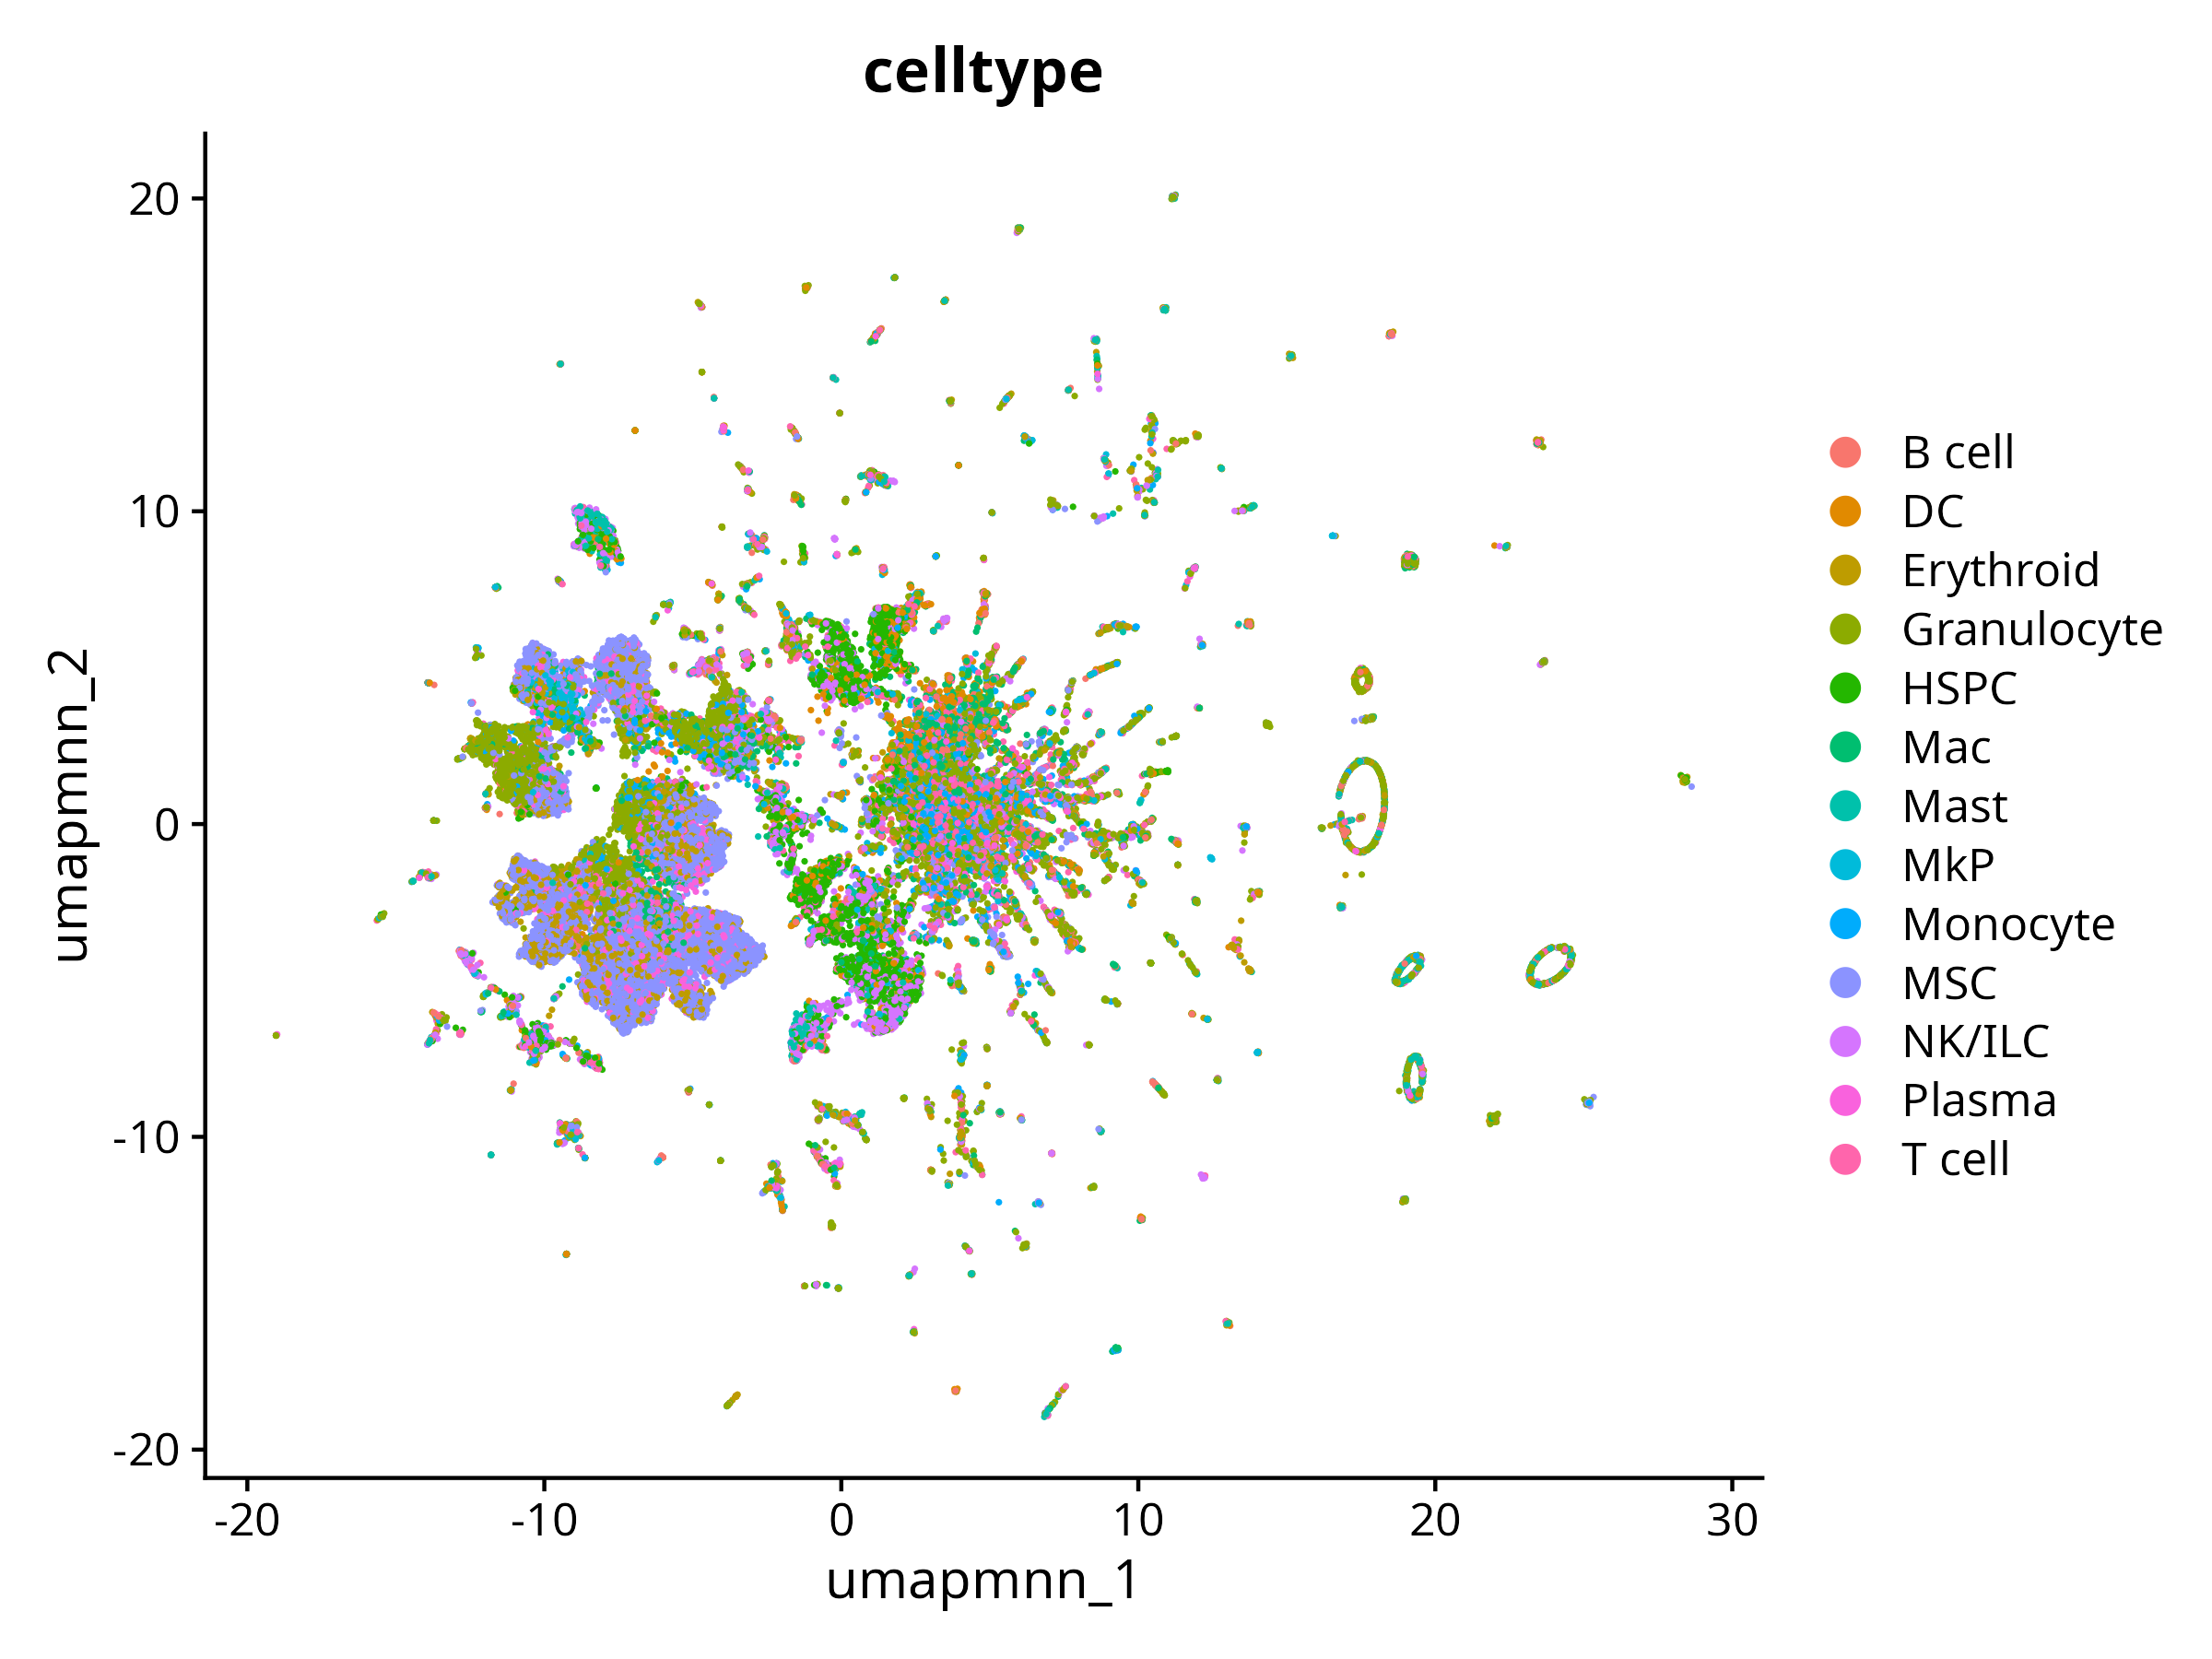 celltype
umapmnn_2
20
10
0
-10
-20
-20
-10
0
10
20
30
umapmnn_1
B cell
DC
Erythroid
Granulocyte
HSPC
Mac
Mast
MkP
Monocyte
MSC
NK/ILC
Plasma
T cell